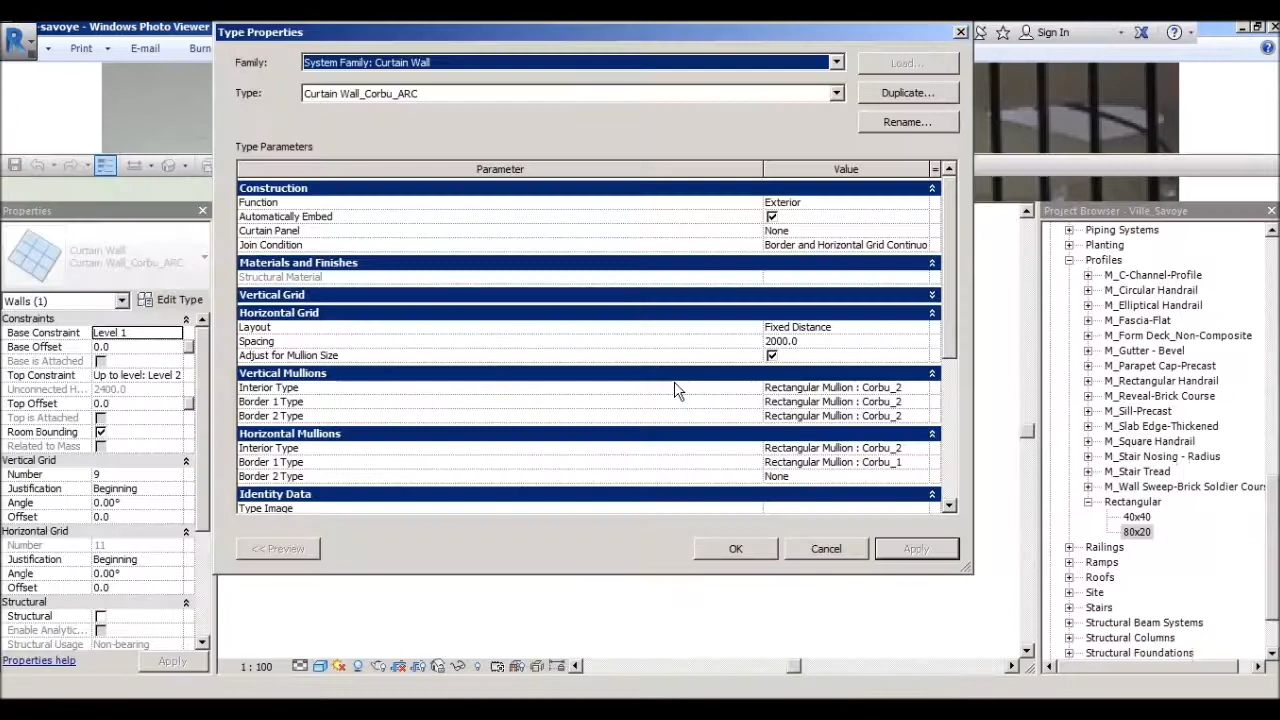 -savoye - Windows Photo Viewer
Print
E-mail
Burn
Type Properties
Sign In
Family:
System Family: Curtain Wall
Load...
Type:
Curtain Wall_Corbu_ARC
Duplicate...
Rename...
Type Parameters
Parameter
Value
=
Construction
Function
Exterior
Automatically Embed
Curtain Panel
None
Join Condition
Border and Horizontal Grid Continuo
Materials and Finishes
Structural Material
Vertical Grid
Horizontal Grid
Layout
Fixed Distance
Spacing
2000.0
Adjust for Mullion Size
Vertical Mullions
Interior Type
Rectangular Mullion : Corbu_2
Border 1 Type
Rectangular Mullion : Corbu_2
Border 2 Type
Rectangular Mullion : Corbu_2
Horizontal Mullions
Interior Type
Rectangular Mullion : Corbu_2
Border 1 Type
Rectangular Mullion : Corbu_1
Border 2 Type
None
Identity Data
Type Image
<< Preview
OK
Cancel
Apply
Properties
Curtain Wall
Curtain Wall_Corbu_ARC
Walls (1)
Edit Type
Constraints
Base Constraint
Level 1
Base Offset
0.0
Base is Attached
Top Constraint
Up to level: Level 2
Unconnected H...
2400.0
Top Offset
0.0
Top is Attached
Room Bounding
Related to Mass
Vertical Grid
Number
9
Justification
Beginning
Angle
0.00°
Offset
0.0
Horizontal Grid
Number
11
Justification
Beginning
Angle
0.00°
Offset
0.0
Structural
Structural
Enable Analytic...
Structural Usage
Non-bearing
Properties help
Apply
1 : 100
Project Browser - Ville_Savoye
Piping Systems
Planting
Profiles
M_C-Channel-Profile
M_Circular Handrail
M_Elliptical Handrail
M_Fascia-Flat
M_Form Deck_Non-Composite
M_Gutter - Bevel
M_Parapet Cap-Precast
M_Rectangular Handrail
M_Reveal-Brick Course
M_Sill-Precast
M_Slab Edge-Thickened
M_Square Handrail
M_Stair Nosing - Radius
M_Stair Tread
M_Wall Sweep-Brick Soldier Cour
Rectangular
40x40
80x20
Railings
Ramps
Roofs
Site
Stairs
Structural Beam Systems
Structural Columns
Structural Foundations